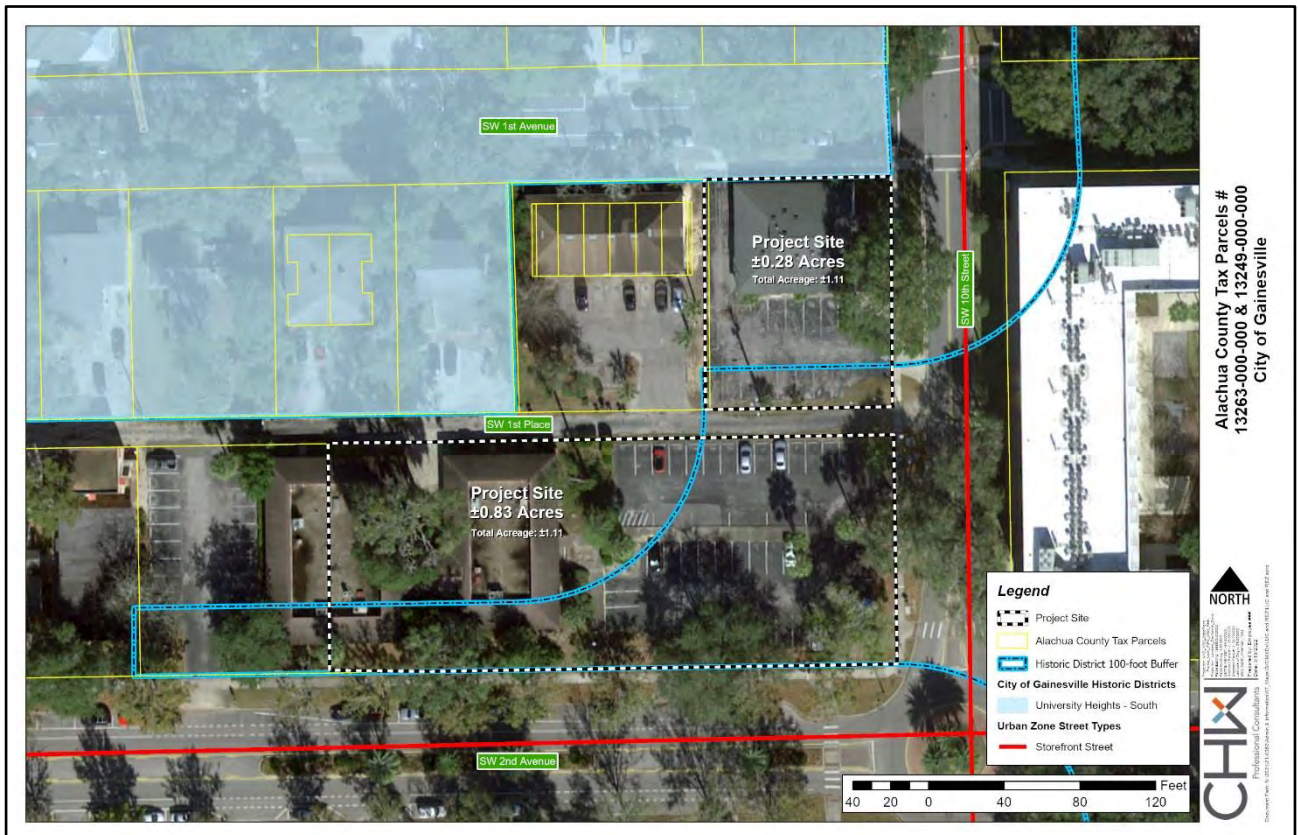 SW 1st Avenue
Project Site
±0.28 Acres
Total Acreage: ±1.11
SW 10th Street
SW 1st Place
Project Site
±0.83 Acres
Total Acreage: ±1.11
SW 2nd Avenue
Legend
Project Site
Alachua County Tax Parcels
Historic District 100-foot Buffer
City of Gainesville Historic Districts
University Heights - South
Urban Zone Street Types
Storefront Street
Feet
40 20 0 40 80 120
Alachua County Tax Parcels #
13263-000-000 & 13249-000-000
City of Gainesville
NORTH
CHW
Professional Consultants